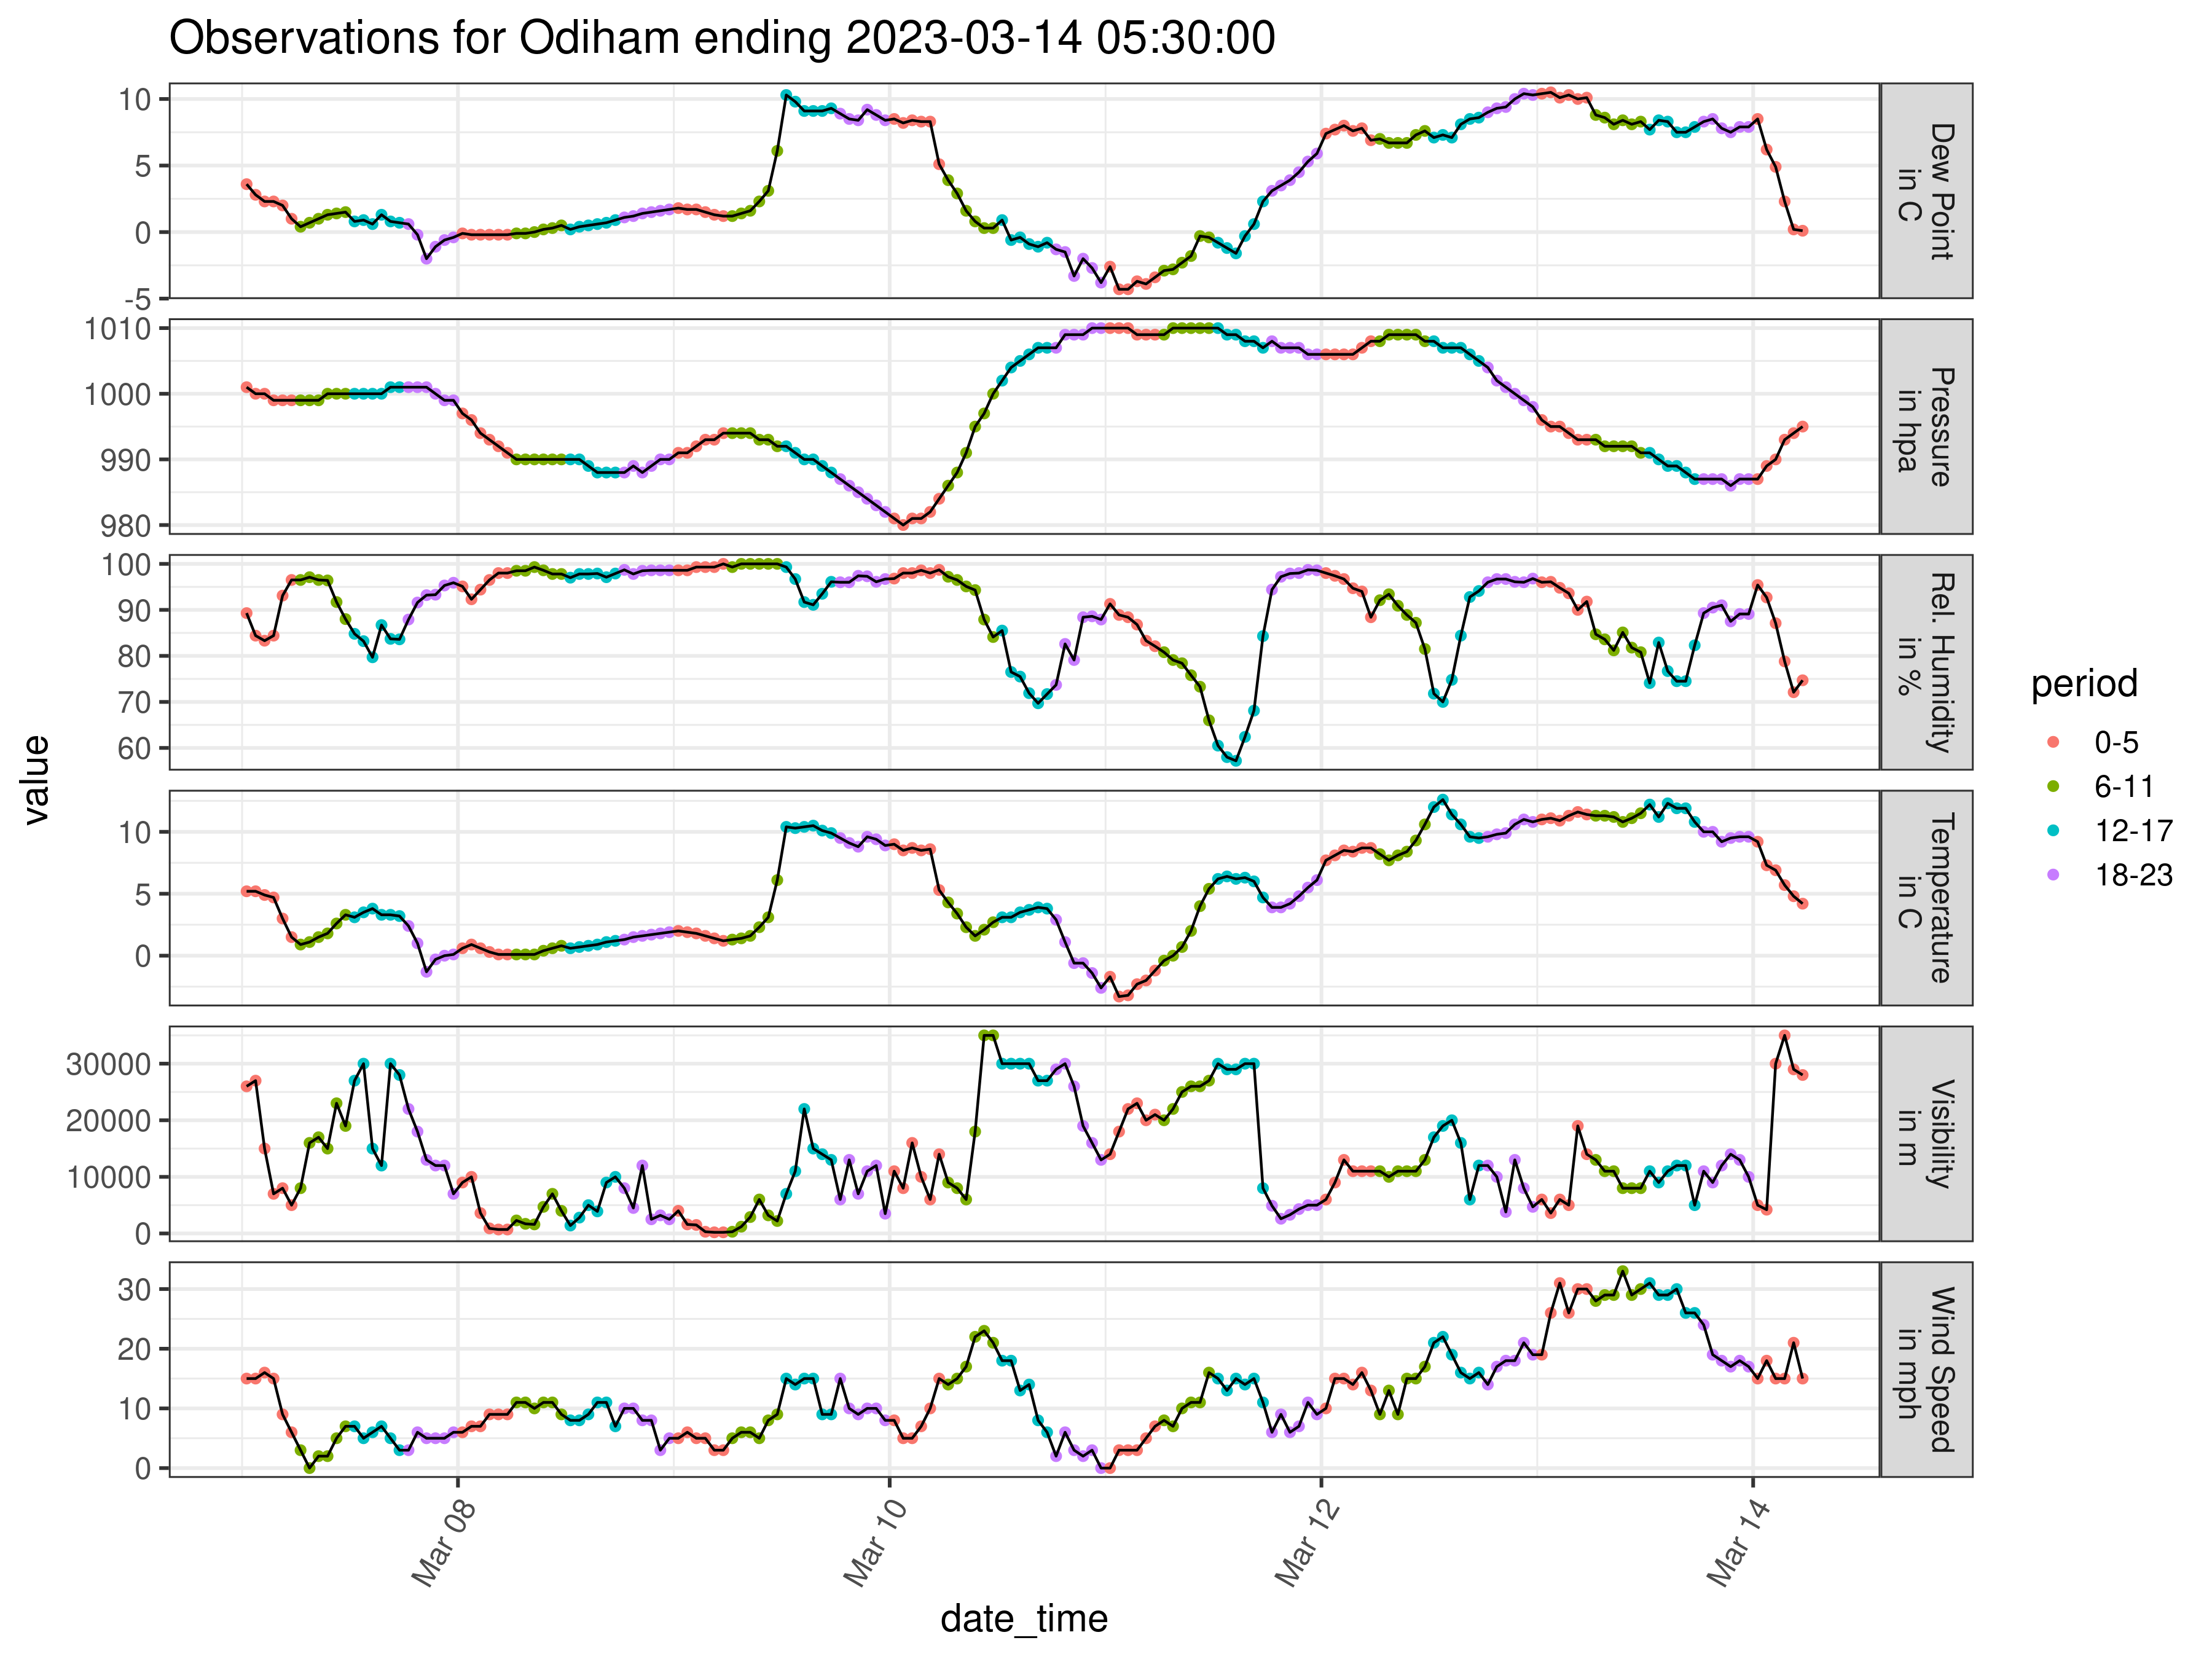 Observations for Odiham ending 2023-03-14 05:30:00
value
10
5
0
-5
Dew Point
in C
1010
1000
990
980
Pressure
in hpa
100
90
80
70
60
Rel. Humidity
in %
10
5
0
Temperature
in C
30000
20000
10000
0
Visibility
in m
30
20
10
0
Wind Speed
in mph
Mar 08
Mar 10
Mar 12
Mar 14
date_time
period
0-5
6-11
12-17
18-23